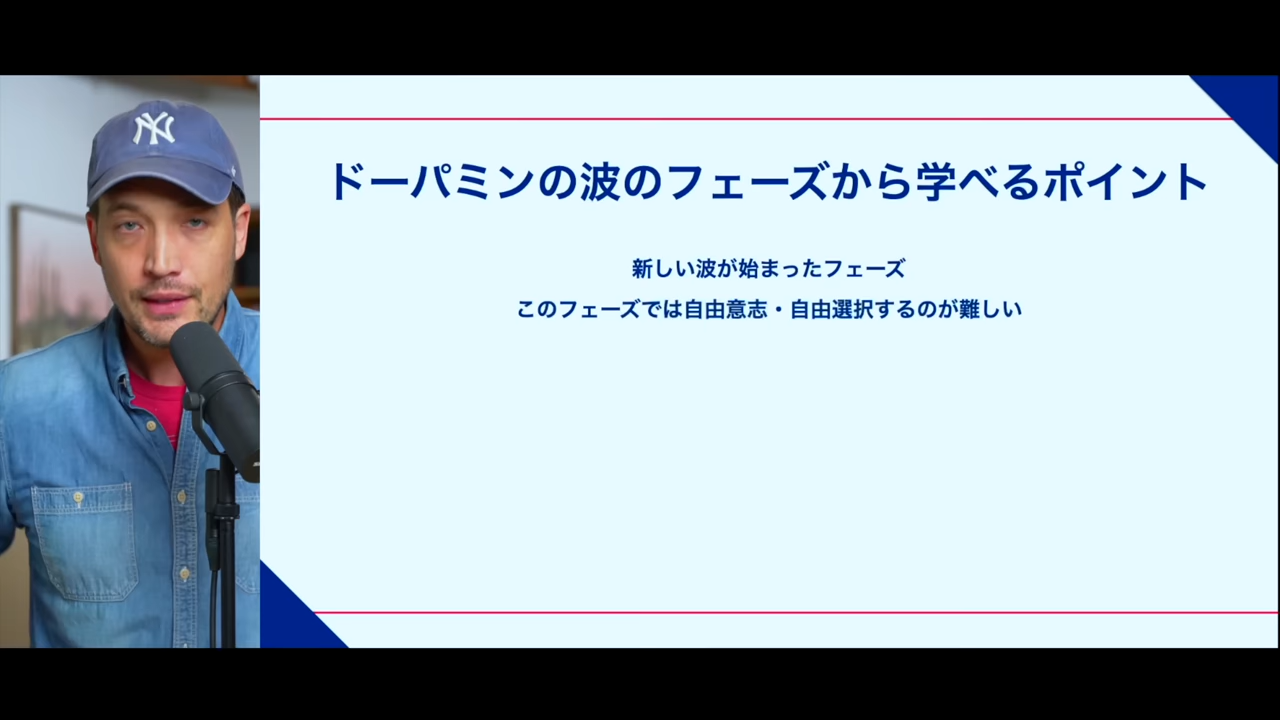 NY
ドーパミンの波のフェーズから学べるポイント
新しい波が始まったフェーズ
このフェーズでは自由意志・自由選択するのが難しい